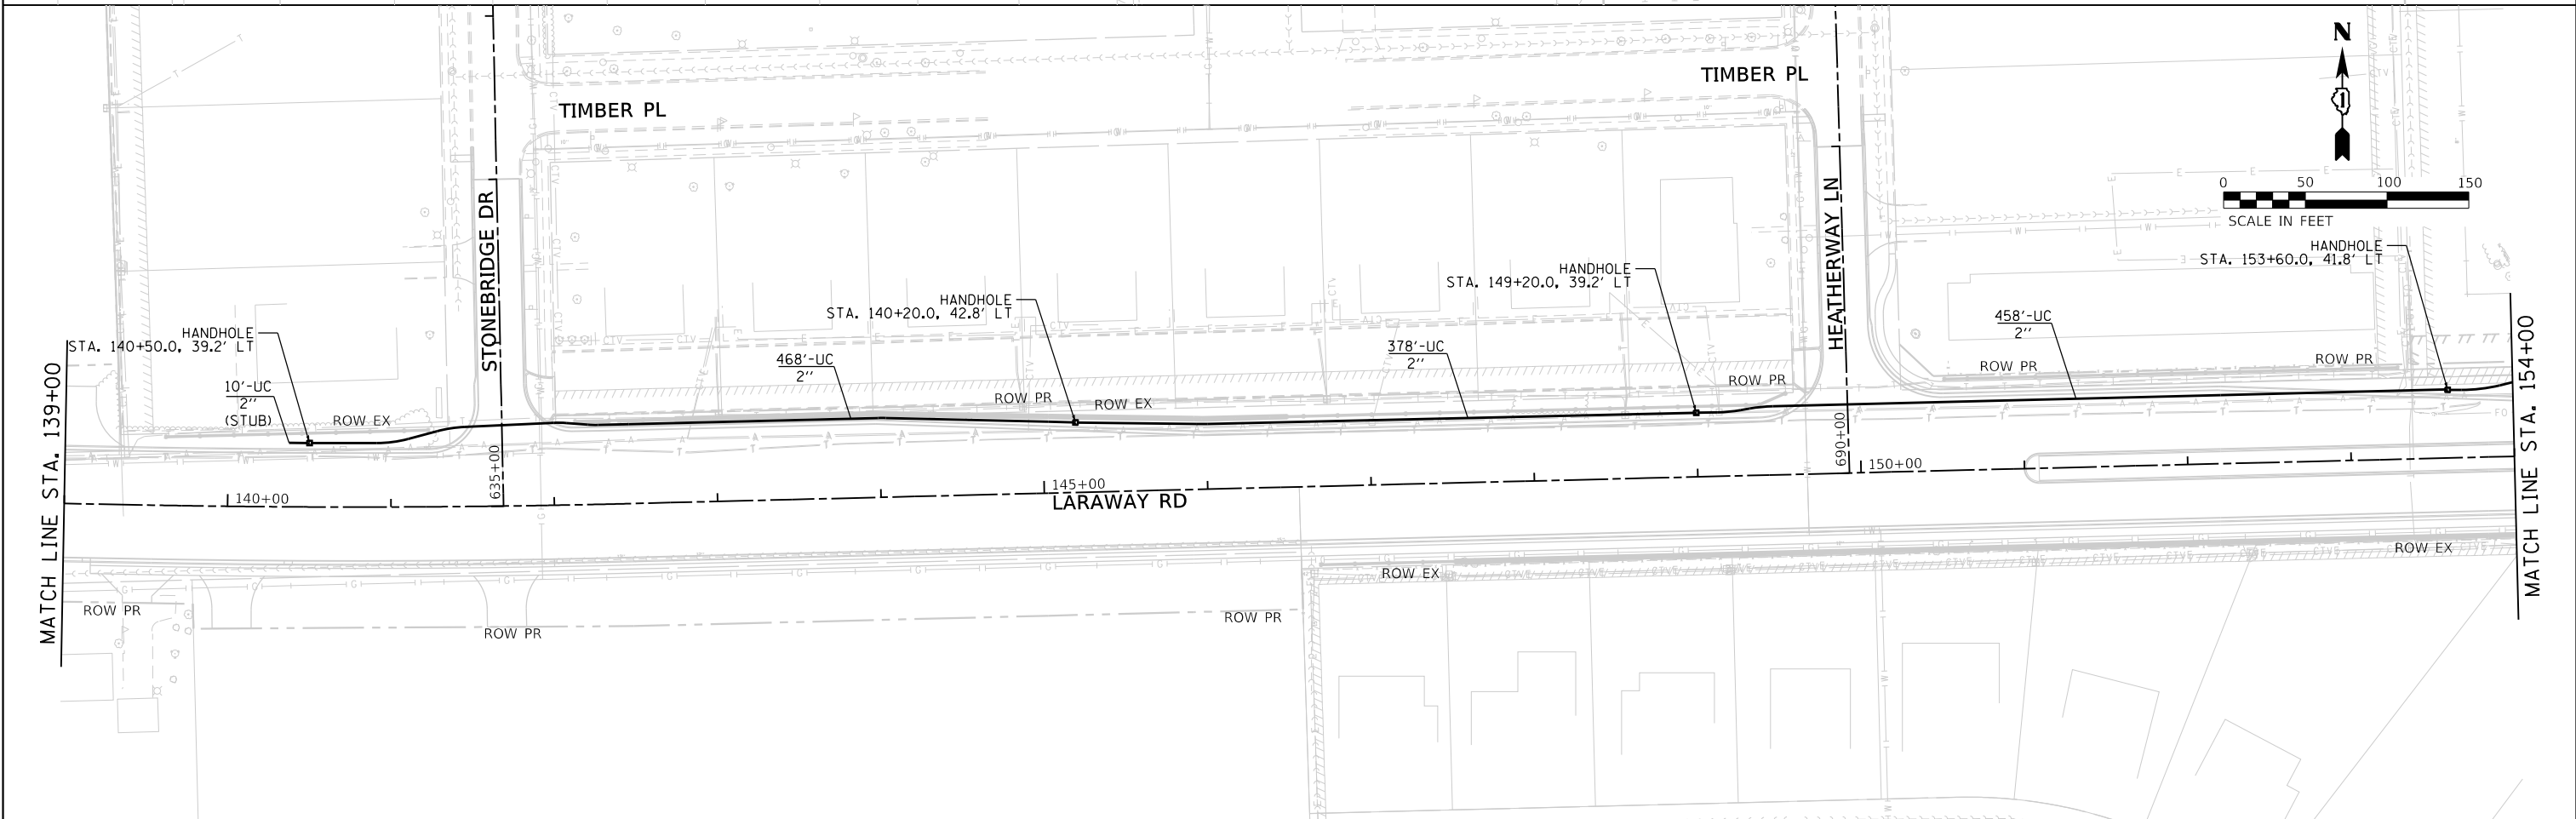 N
TIMBER PL
TIMBER PL
0 50 100 150
SCALE IN FEET
STONEBRIDGE DR
HEATHERWAY LN
HANDHOLE
STA. 140+50.0, 39.2' LT
HANDHOLE
STA. 140+20.0, 42.8' LT
HANDHOLE
STA. 149+20.0, 39.2' LT
HANDHOLE
STA. 153+60.0, 41.8' LT
10'-UC
2''
(STUB)
468'-UC
2''
378'-UC
2''
458'-UC
2''
ROW EX
ROW PR
ROW EX
ROW PR
ROW PR
ROW PR
MATCH LINE STA. 139+00
MATCH LINE STA. 154+00
635+00
690+00
140+00
145+00
150+00
LARAWAY RD
ROW PR
ROW PR
ROW PR
ROW EX
ROW EX